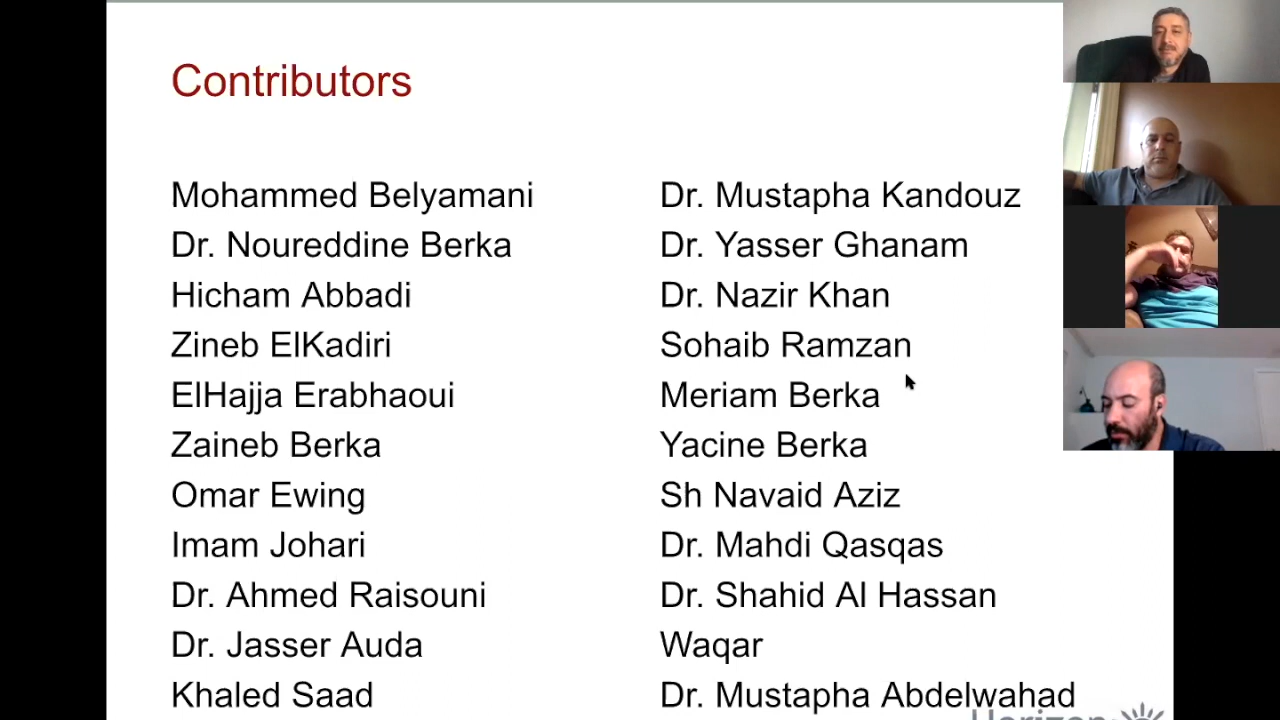 Contributors
Mohammed Belyamani
Dr. Noureddine Berka
Hicham Abbadi
Zineb ElKadiri
ElHajja Erabhaoui
Zaineb Berka
Omar Ewing
Imam Johari
Dr. Ahmed Raisouni
Dr. Jasser Auda
Khaled Saad
Dr. Mustapha Kandouz
Dr. Yasser Ghanam
Dr. Nazir Khan
Sohaib Ramzan
Meriam Berka
Yacine Berka
Sh Navaid Aziz
Dr. Mahdi Qasqas
Dr. Shahid Al Hassan
Waqar
Dr. Mustapha Abdelwahad